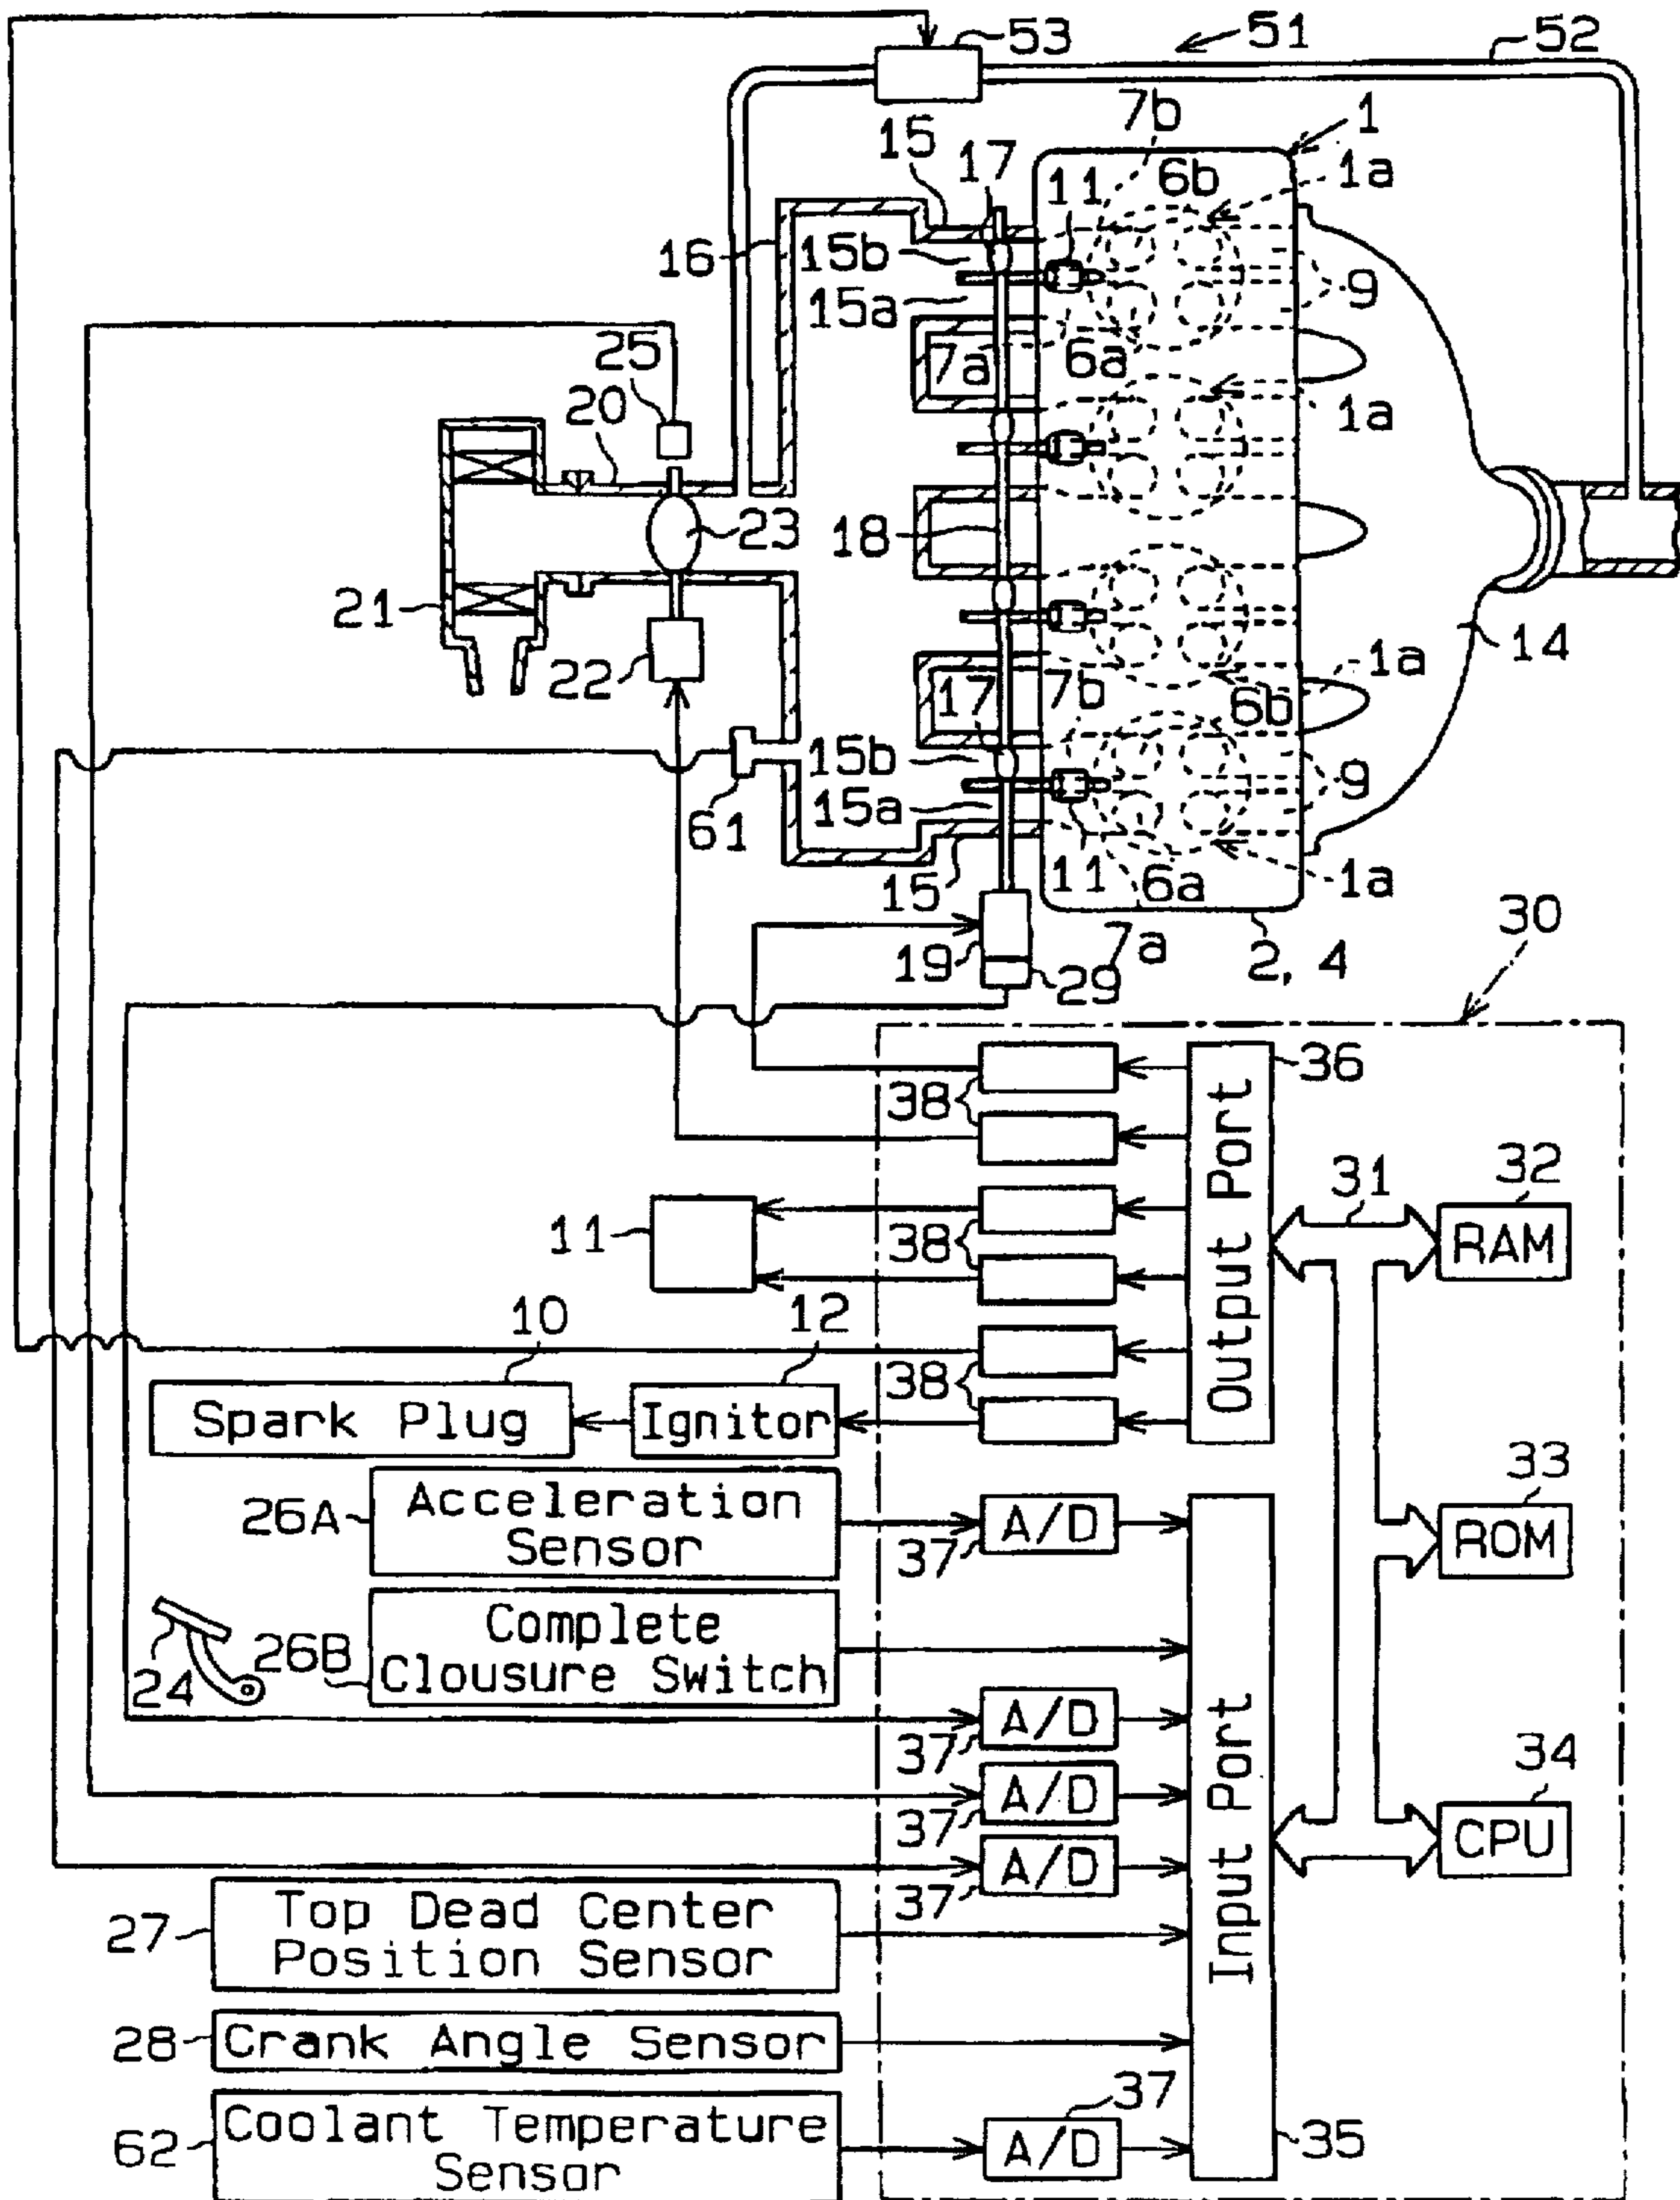 53
51
52
7b
1
15
17
11
6b
1a
16
15b
9
15a
25
7a
6a
20
1a
18
23
21
14
22
17
7b
1a
6b
15b
9
61
15a
15
11
6a
1a
30
19
29
7a
2, 4
36
38
Output Port
31
32
RAM
11
38
10
12
38
Spark Plug
Ignitor
33
ROM
26A
Acceleration
Sensor
A/D
37
24
26B
Complete
Clousure Switch
A/D
37
Input Port
34
CPU
A/D
37
A/D
37
27
Top Dead Center
Position Sensor
28
Crank Angle Sensor
37
62
Coolant Temperature
Sensor
A/D
35